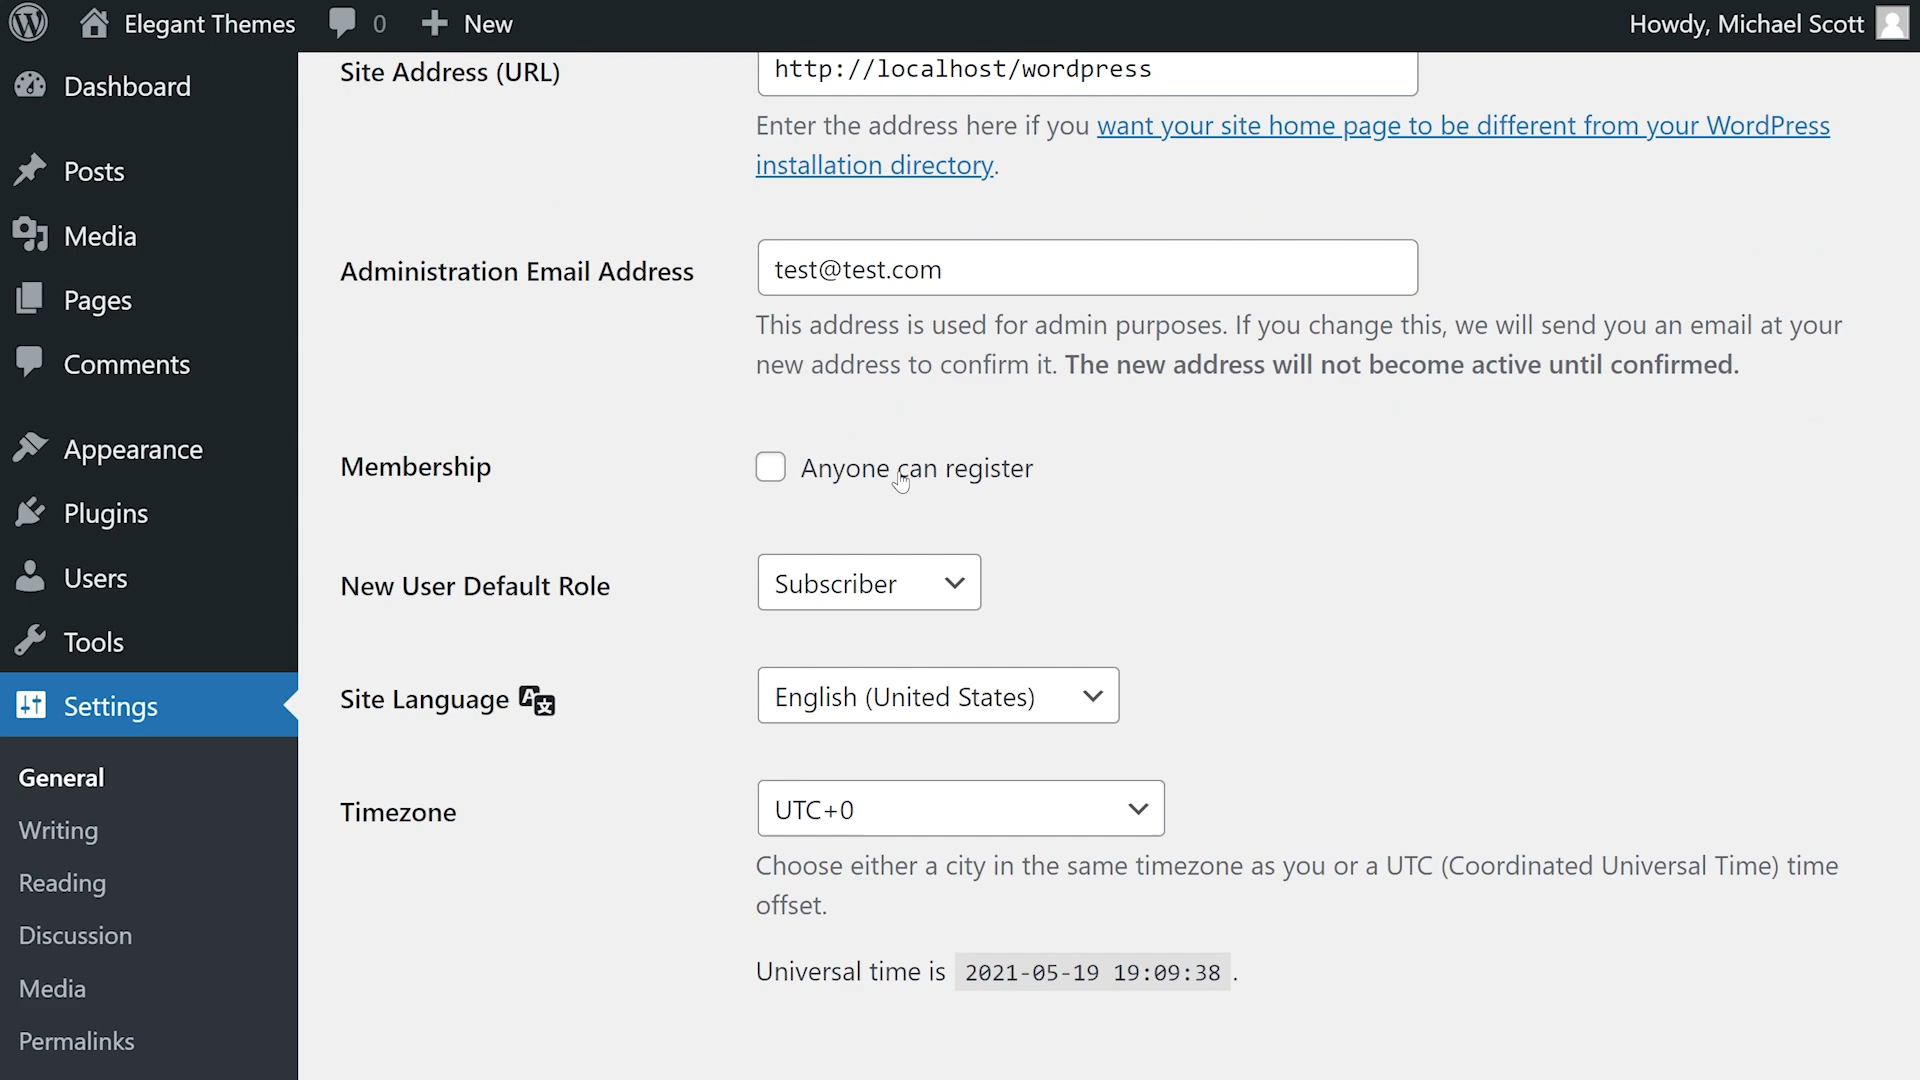 Elegant Themes 0 New Howdy, Michael Scott
Dashboard
Posts
Media
Pages
Comments
Appearance
Plugins
Users
Tools
Settings
General
Writing
Reading
Discussion
Media
Permalinks
Site Address (URL) http://localhost/wordpress
Enter the address here if you want your site home page to be different from your WordPress
installation directory.
Administration Email Address test@test.com
This address is used for admin purposes. If you change this, we will send you an email at your
new address to confirm it. The new address will not become active until confirmed.
Membership Anyone can register
New User Default Role Subscriber
Site Language English (United States)
Timezone UTC+0
Choose either a city in the same timezone as you or a UTC (Coordinated Universal Time) time
offset.
Universal time is 2021-05-19 19:09:38 .